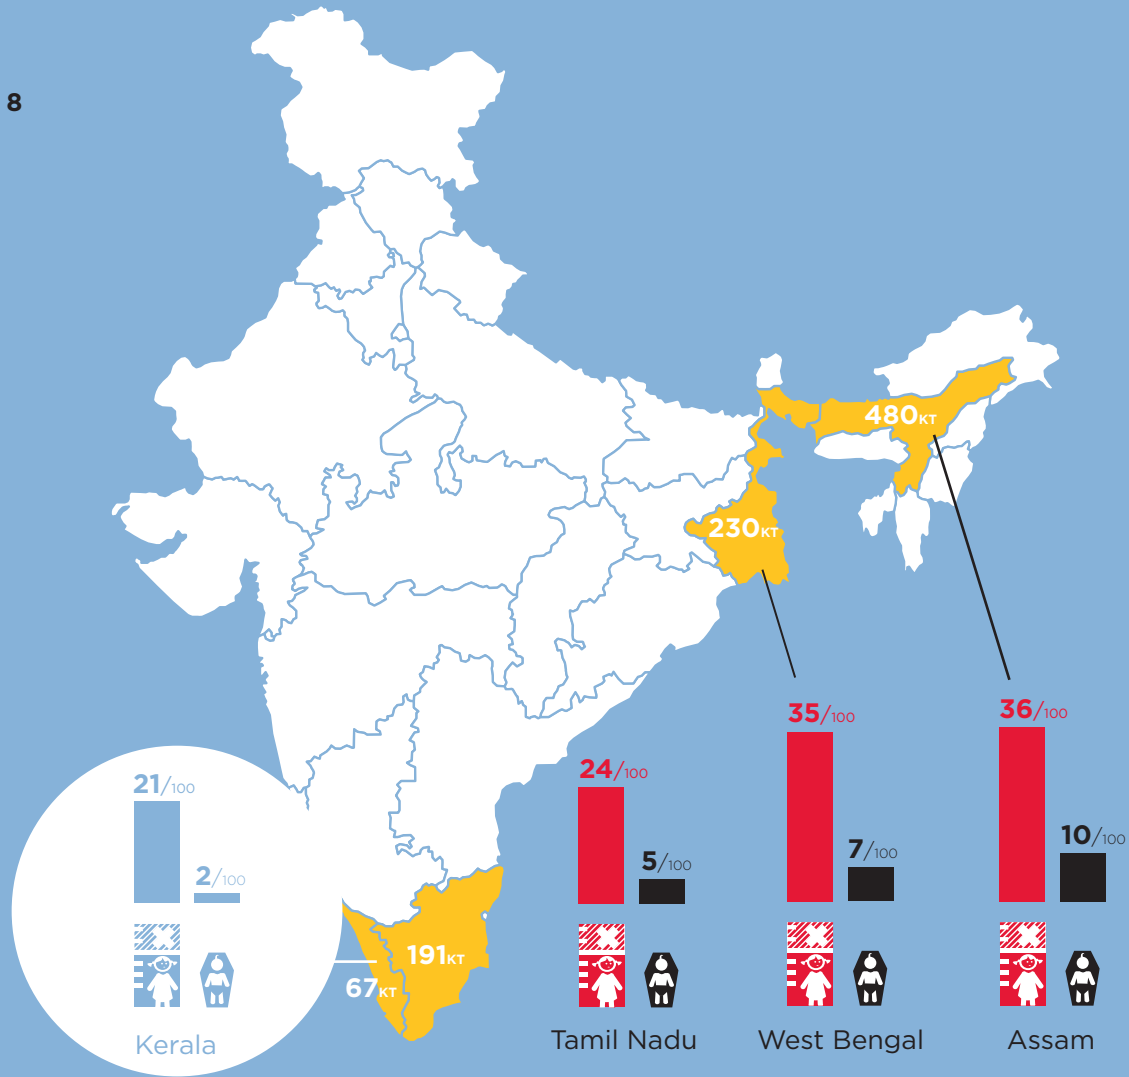 8
480KT
230KT
35/100
36/100
24/100
21/100
10/100
7/100
5/100
2/100
191KT
67KT
Kerala
Tamil Nadu
West Bengal
Assam